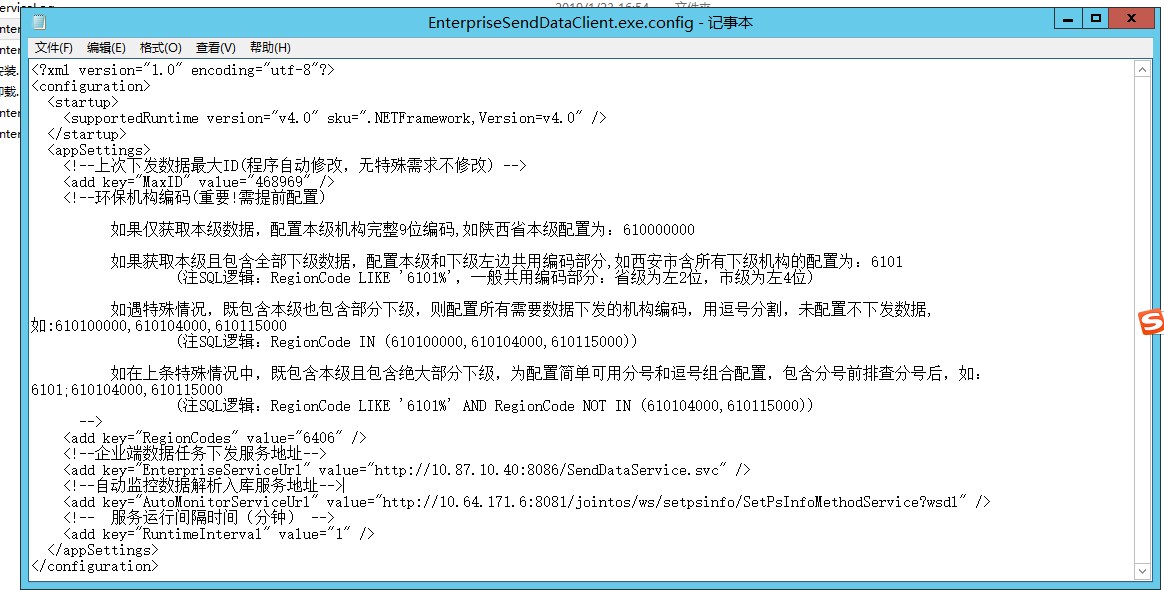 2019/1/23 16:54 文件夹
EnterpriseSendDataClient.exe.config - 记事本
文件(F) 编辑(E) 格式(O) 查看(V) 帮助(H)
<?xml version="1.0" encoding="utf-8"?>
<configuration>
<startup>
<supportedRuntime version="v4.0" sku=".NETFramework,Version=v4.0" />
</startup>
<appSettings>
<!--上次下发数据最大ID(程序自动修改，无特殊需求不修改) -->
<add key="MaxID" value="468969" />
<!--环保机构编码(重要!需提前配置)
如果仅获取本级数据，配置本级机构完整9位编码,如陕西省本级配置为：610000000
如果获取本级且包含全部下级数据，配置本级和下级左边共用编码部分,如西安市含所有下级机构的配置为：6101
(注SQL逻辑：RegionCode LIKE '6101%'，一般共用编码部分：省级为左2位，市级为左4位)
如遇特殊情况，既包含本级也包含部分下级，则配置所有需要数据下发的机构编码，用逗号分割，未配置不下发数据，
如:610100000,610104000,610115000
(注SQL逻辑：RegionCode IN (610100000,610104000,610115000))
如在上条特殊情况中，既包含本级且包含绝大部分下级，为配置简单可用分号和逗号组合配置，包含分号前排查分号后，如：
6101;610104000,610115000
(注SQL逻辑：RegionCode LIKE '6101%' AND RegionCode NOT IN (610104000,610115000))
-->
<add key="RegionCodes" value="6406" />
<!--企业端数据任务下发服务地址-->
<add key="EnterpriseServiceUrl" value="http://10.87.10.40:8086/SendDataService.svc" />
<!--自动监控数据解析入库服务地址-->
<add key="AutoMonitorServiceUrl" value="http://10.64.171.6:8081/jointos/ws/setpsinfo/SetPsInfoMethodService?wsdl" />
<!-- 服务运行间隔时间（分钟） -->
<add key="RuntimeInterval" value="1" />
</appSettings>
</configuration>